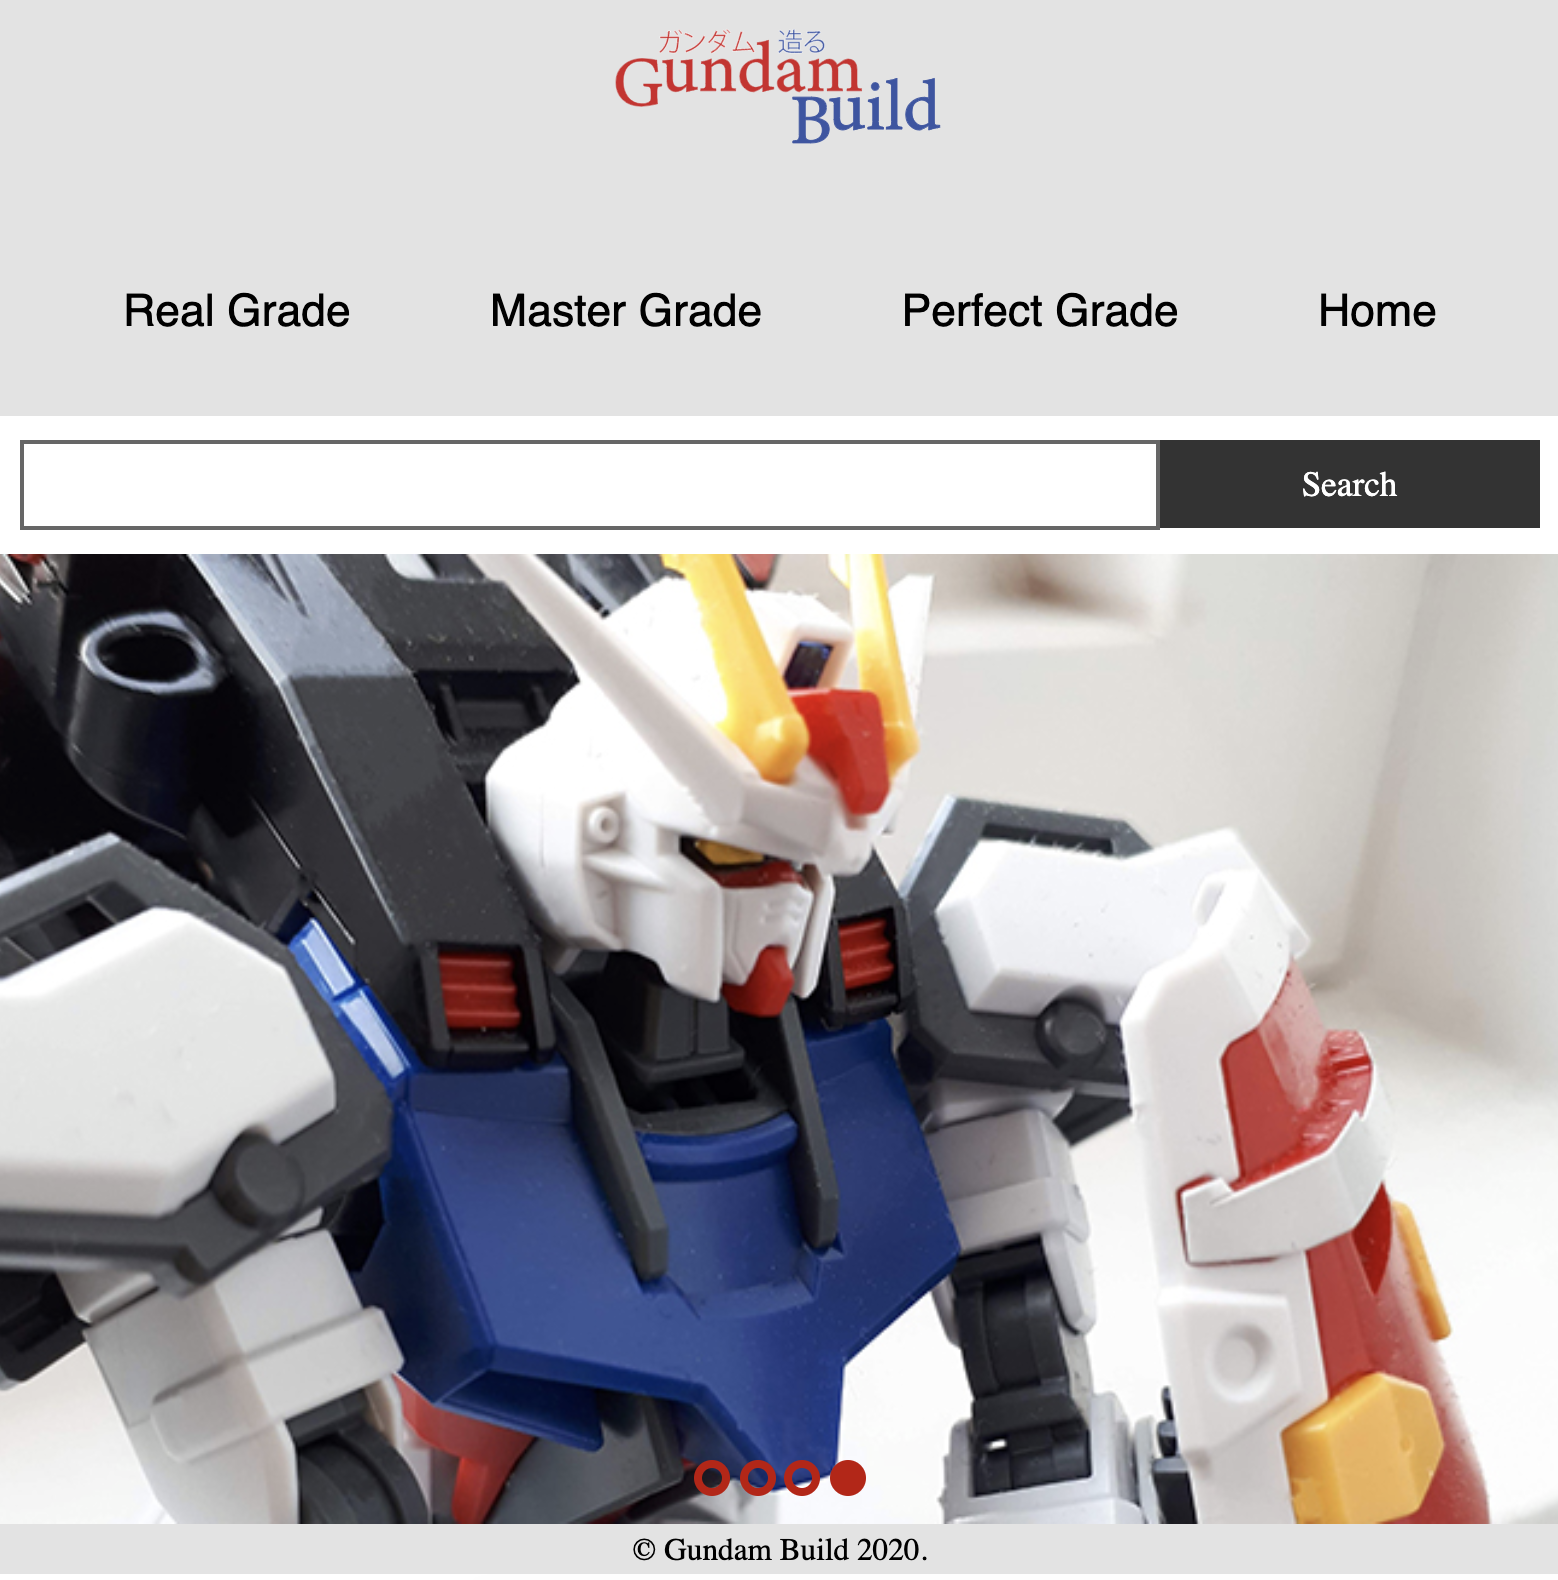 ガンダム 造る
Gundam
Build
Real Grade Master Grade Perfect Grade Home
Search
© Gundam Build 2020.